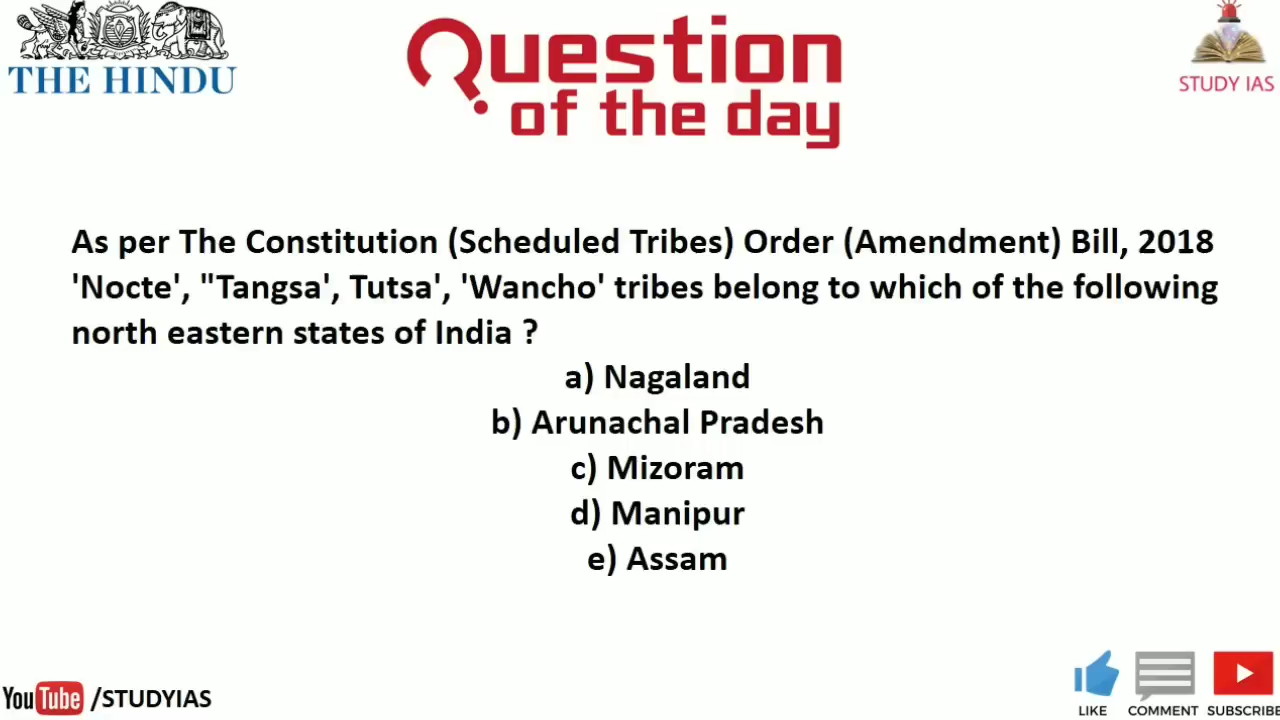 THE HINDU
Question
of the day
STUDY IAS
As per The Constitution (Scheduled Tribes) Order (Amendment) Bill, 2018
'Nocte', "Tangsa', Tutsa', 'Wancho' tribes belong to which of the following
north eastern states of India ?
a) Nagaland
b) Arunachal Pradesh
c) Mizoram
d) Manipur
e) Assam
YouTube /STUDYIAS
LIKE COMMENT SUBSCRIBE